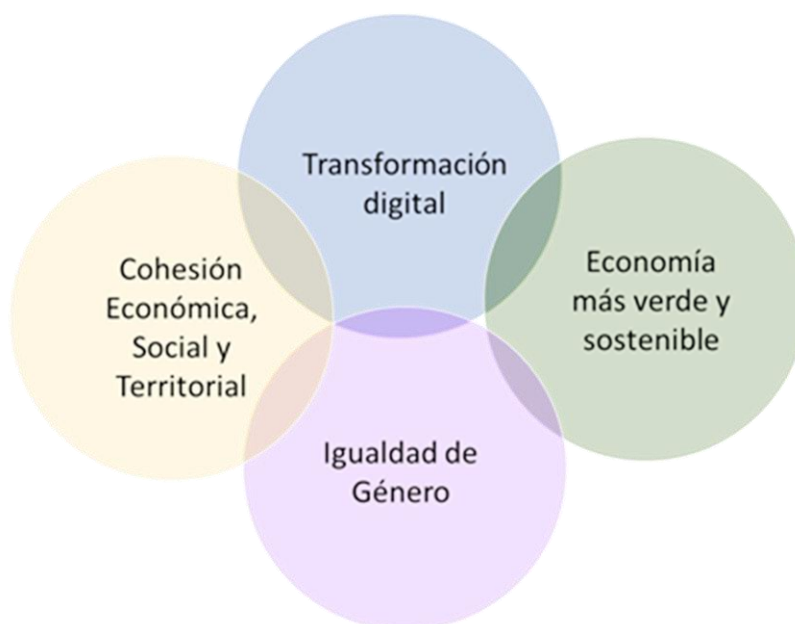 Transformación
digital
Cohesión
Económica,
Social y
Territorial
Economía
más verde y
sostenible
Igualdad de
Género